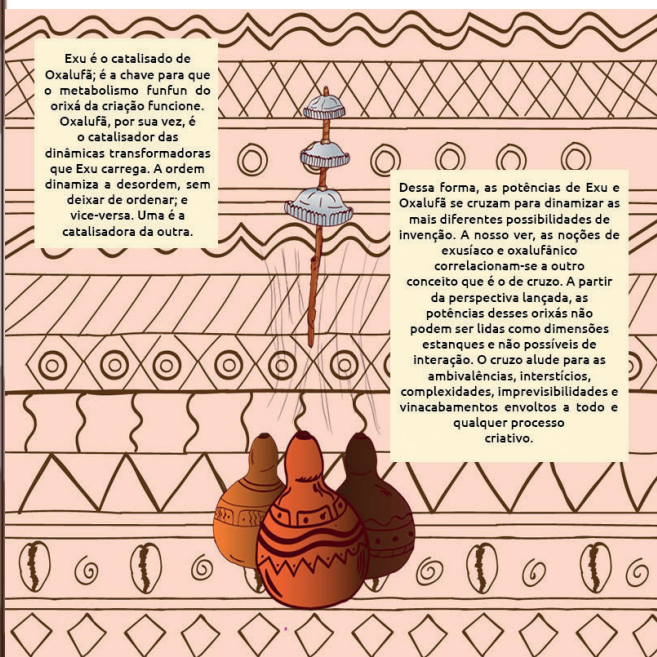 Exu é o catalisado de
Oxalufã; é a chave para que
o metabolismo funfun do
orixá da criação funcione.
Oxalufã, por sua vez, é
o catalisador das
dinâmicas transformadoras
que Exu carrega. A ordem
dinamiza a desordem, sem
deixar de ordenar; e
vice-versa. Uma é a
catalisadora da outra.
Dessa forma, as potências de Exu e
Oxalufã se cruzam para dinamizar as
mais diferentes possibilidades de
invenção. A nosso ver, as noções de
exusíaco e oxalufânico
correlacionam-se a outro
conceito que é o de cruzo. A partir
da perspectiva lançada, as
potências desses orixás não
podem ser lidas como dimensões
estanques e não possíveis de
interação. O cruzo alude para as
ambivalências, interstícios,
complexidades, imprevisibilidades e
vinacabamentos envoltos a todo e
qualquer processo
criativo.